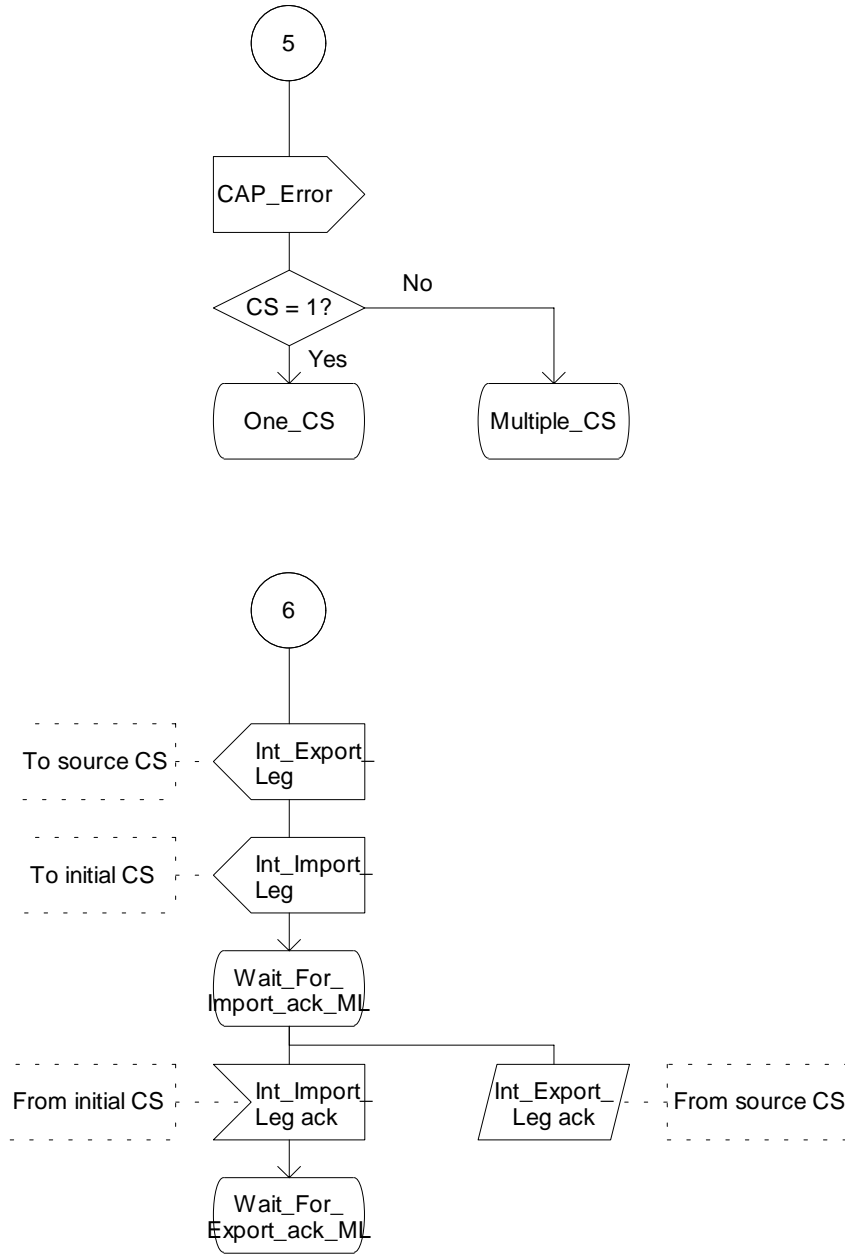 5
CAP_Error
CS = 1?
No
Yes
One_CS
Multiple_CS
6
To source CS
Int_Export_
Leg
To initial CS
Int_Import_
Leg
Wait_For_
Import_ack_ML
From initial CS
Int_Import_
Leg ack
Int_Export_
Leg ack
From source CS
Wait_For_
Export_ack_ML